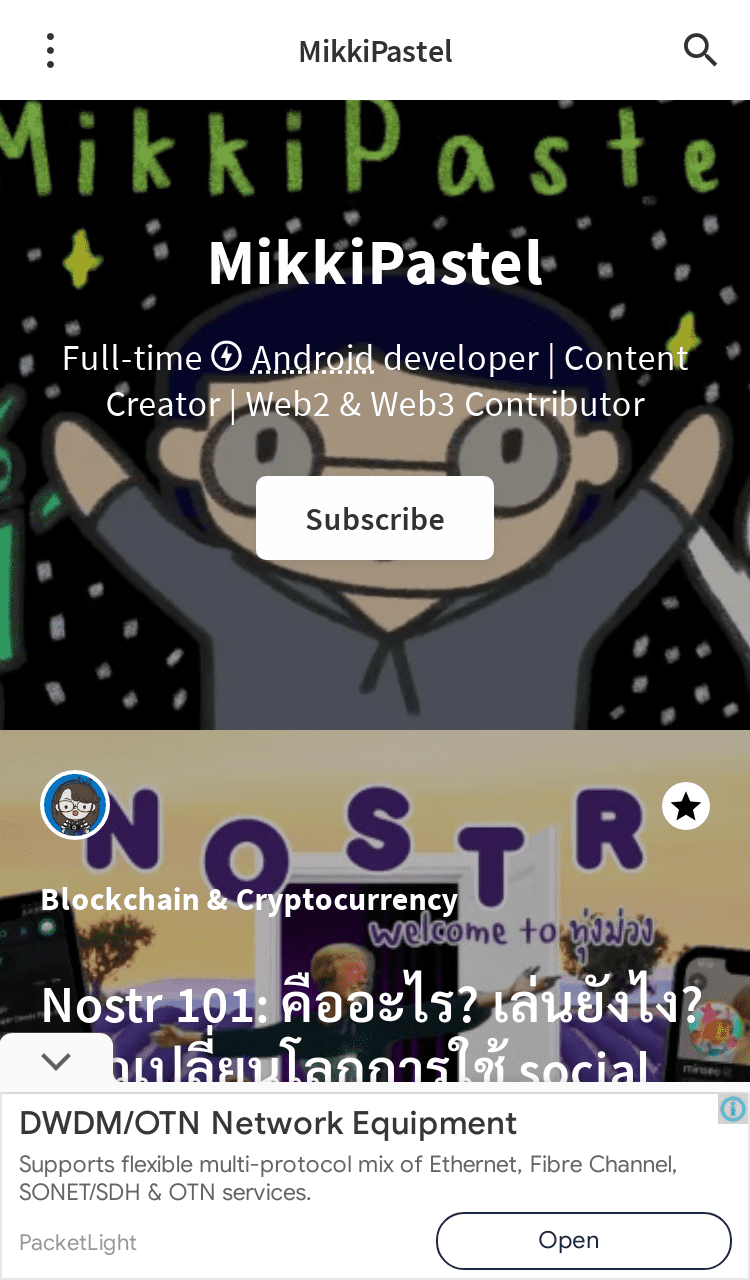 MikkiPastel
MikkiPaste
MikkiPastel
Full-time Android developer | Content
Creator | Web2 & Web3 Contributor
Subscribe
NOSTR
Blockchain & Cryptocurrency
welcome to ทุ่งม่วง
Nostr 101: คืออะไร? เล่นยังไง?
เปลี่ยนโลกการใช้ social
DWDM/OTN Network Equipment
Supports flexible multi-protocol mix of Ethernet, Fibre Channel,
SONET/SDH & OTN services.
PacketLight
Open